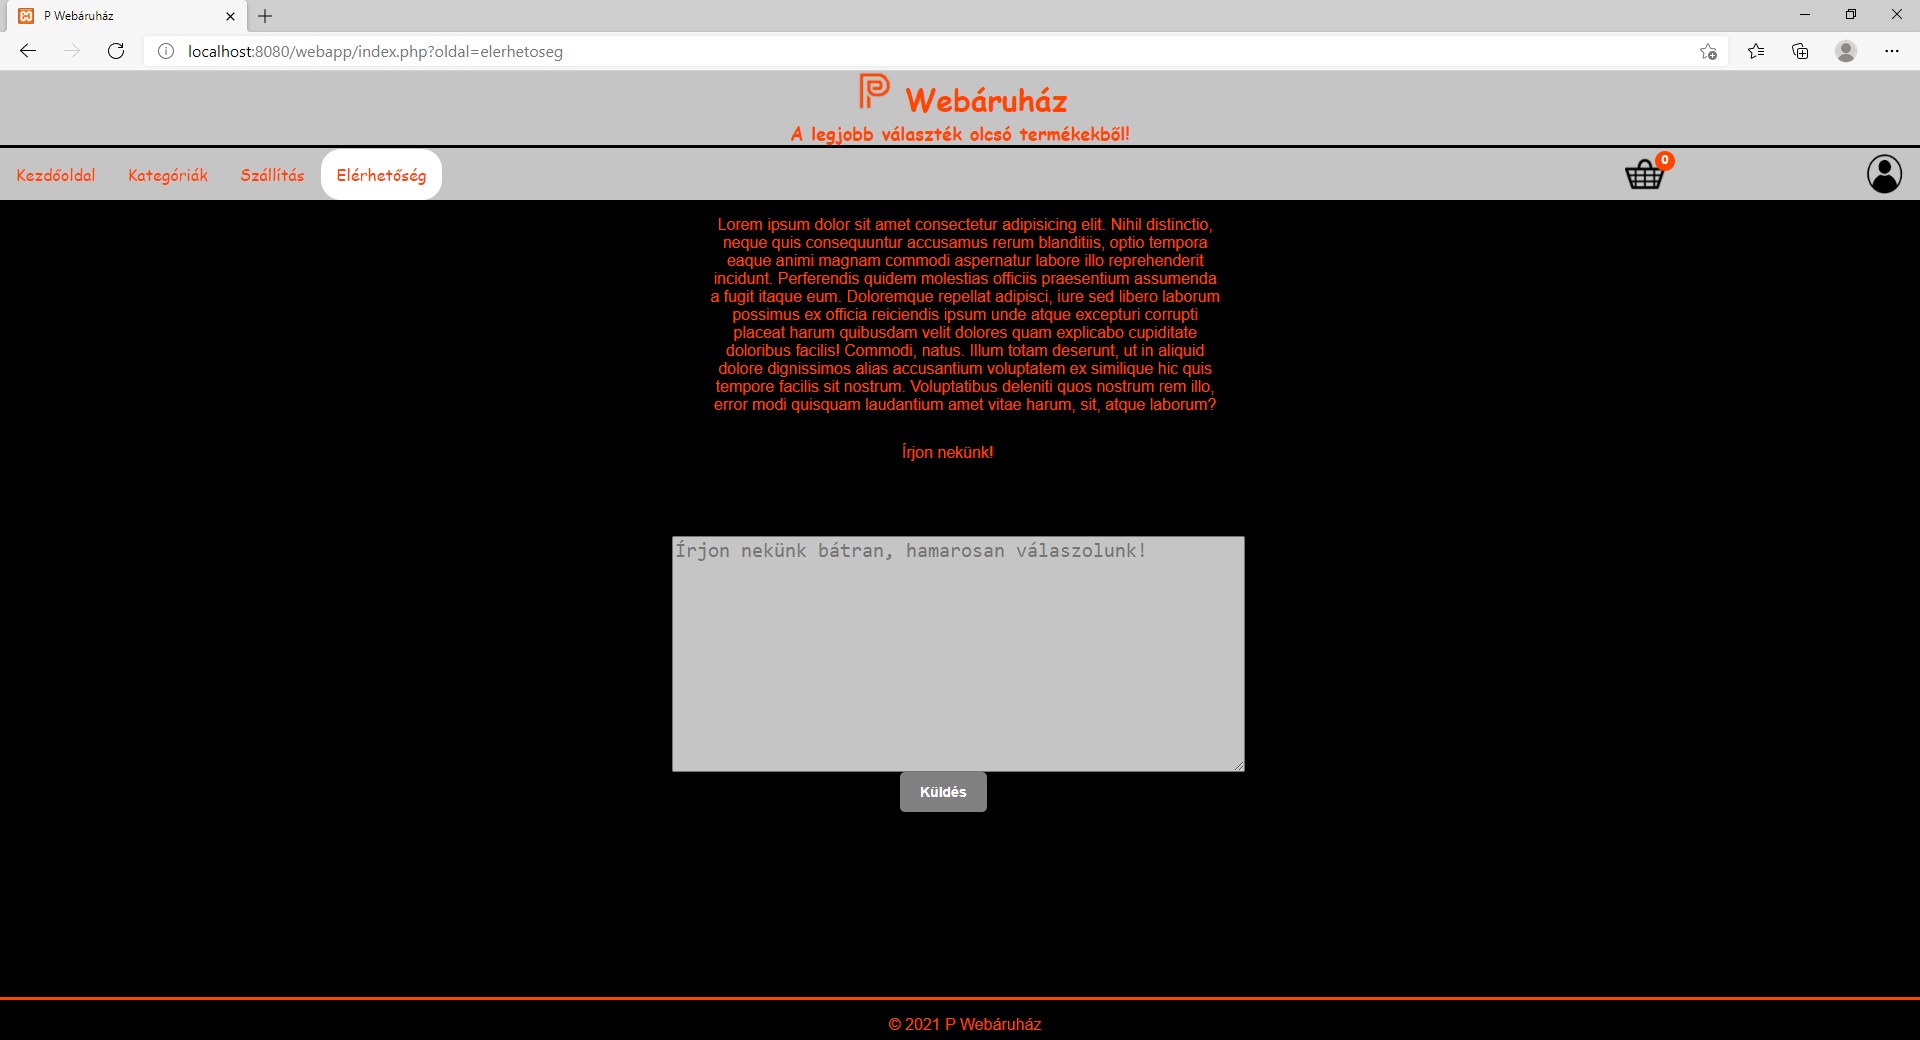 P Webáruház
localhost:8080/webapp/index.php?oldal=elerhetoseg
P Webáruház
A legjobb választék olcsó termékekből!
Kezdőoldal Kategóriák Szállítás Elérhetőség 0
Lorem ipsum dolor sit amet consectetur adipisicing elit. Nihil distinctio,
neque quis consequuntur accusamus rerum blanditiis, optio tempora
eaque animi magnam commodi aspernatur labore illo reprehenderit
incidunt. Perferendis quidem molestias officiis praesentium assumenda
a fugit itaque eum. Doloremque repellat adipisci, iure sed libero laborum
possimus ex officia reiciendis ipsum unde atque excepturi corrupti
placeat harum quibusdam velit dolores quam explicabo cupiditate
doloribus facilis! Commodi, natus. Illum totam deserunt, ut in aliquid
dolore dignissimos alias accusantium voluptatem ex similique hic quis
tempore facilis sit nostrum. Voluptatibus deleniti quos nostrum rem illo,
error modi quisquam laudantium amet vitae harum, sit, atque laborum?
Írjon nekünk!
Írjon nekünk bátran, hamarosan válaszolunk!
Küldés
© 2021 P Webáruház